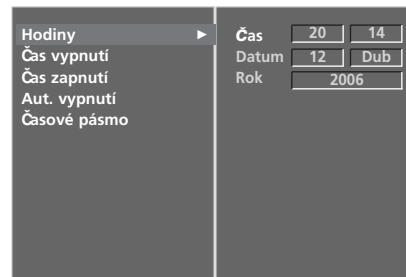 Hodiny ►
Čas vypnutí
Čas zapnutí
Aut. vypnutí
Časové pásmo
Čas 20 14
Datum 12 Dub
Rok 2006